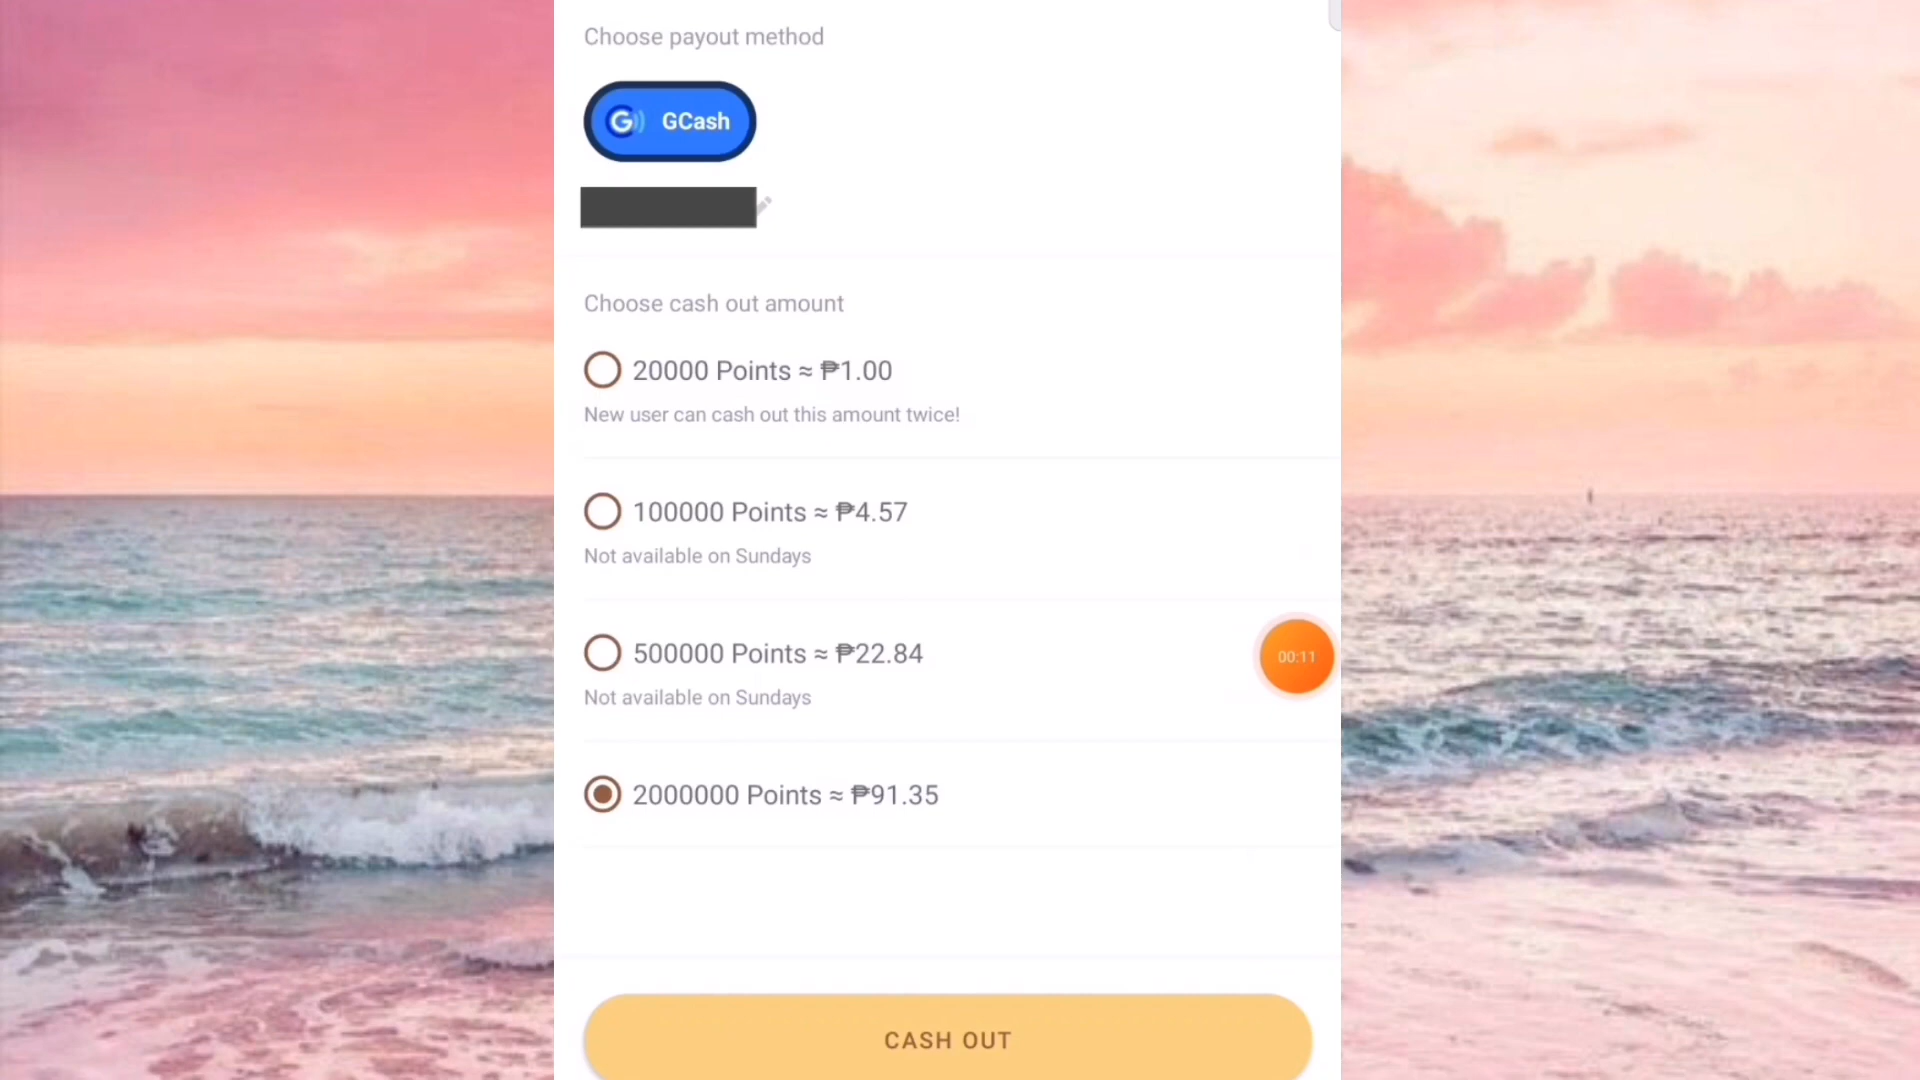 Choose payout method
G GCash
Choose cash out amount
20000 Points ≈ ₱1.00
New user can cash out this amount twice!
100000 Points ≈ ₱4.57
Not available on Sundays
500000 Points ≈ ₱22.84
00:11
Not available on Sundays
2000000 Points ≈ ₱91.35
CASH OUT